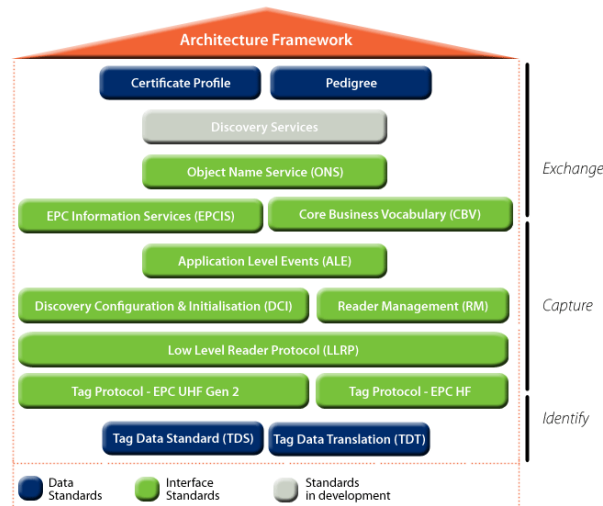 Architecture Framework
Certificate Profile
Pedigree
Discovery Services
Object Name Service (ONS)
Exchange
EPC Information Services (EPCIS)
Core Business Vocabulary (CBV)
Application Level Events (ALE)
Discovery Configuration & Initialisation (DCI)
Reader Management (RM)
Capture
Low Level Reader Protocol (LLRP)
Tag Protocol - EPC UHF Gen 2
Tag Protocol - EPC HF
Identify
Tag Data Standard (TDS)
Tag Data Translation (TDT)
Data
Standards
Interface
Standards
Standards
in development